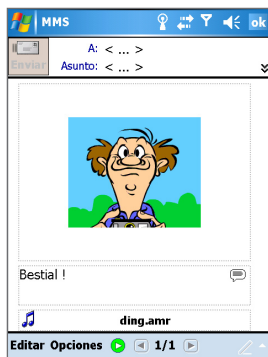 MMS ok
A: < ... >
Enviar
Asunto: < ... >
Bestial !
ding.amr
Editar Opciones 1/1